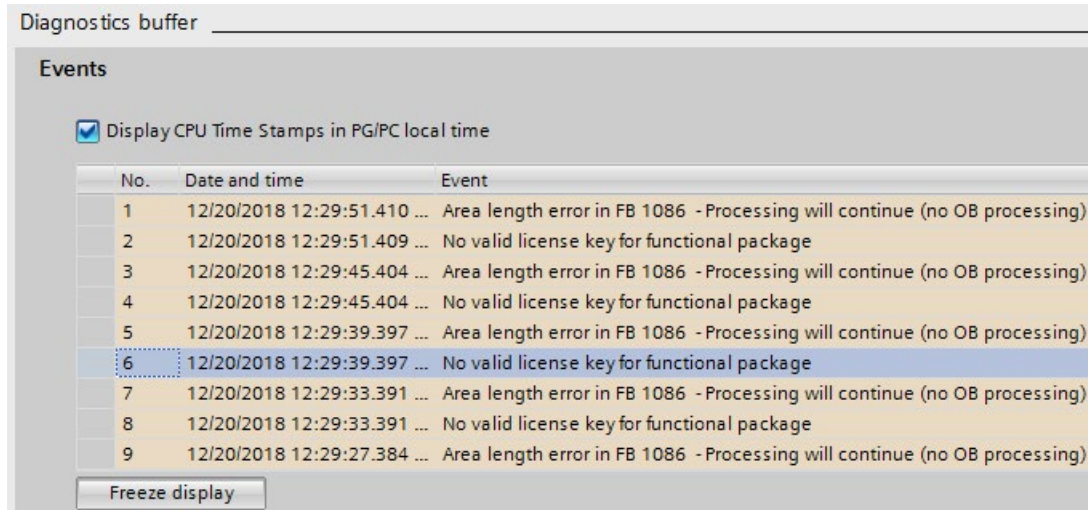 Diagnostics buffer
Events
Display CPU Time Stamps in PG/PC local time
No. Date and time Event
1 12/20/2018 12:29:51.410 ... Area length error in FB 1086 - Processing will continue (no OB processing)
2 12/20/2018 12:29:51.409 ... No valid license key for functional package
3 12/20/2018 12:29:45.404 ... Area length error in FB 1086 - Processing will continue (no OB processing)
4 12/20/2018 12:29:45.404 ... No valid license key for functional package
5 12/20/2018 12:29:39.397 ... Area length error in FB 1086 - Processing will continue (no OB processing)
6 12/20/2018 12:29:39.397 ... No valid license key for functional package
7 12/20/2018 12:29:33.391 ... Area length error in FB 1086 - Processing will continue (no OB processing)
8 12/20/2018 12:29:33.391 ... No valid license key for functional package
9 12/20/2018 12:29:27.384 ... Area length error in FB 1086 - Processing will continue (no OB processing)
Freeze display